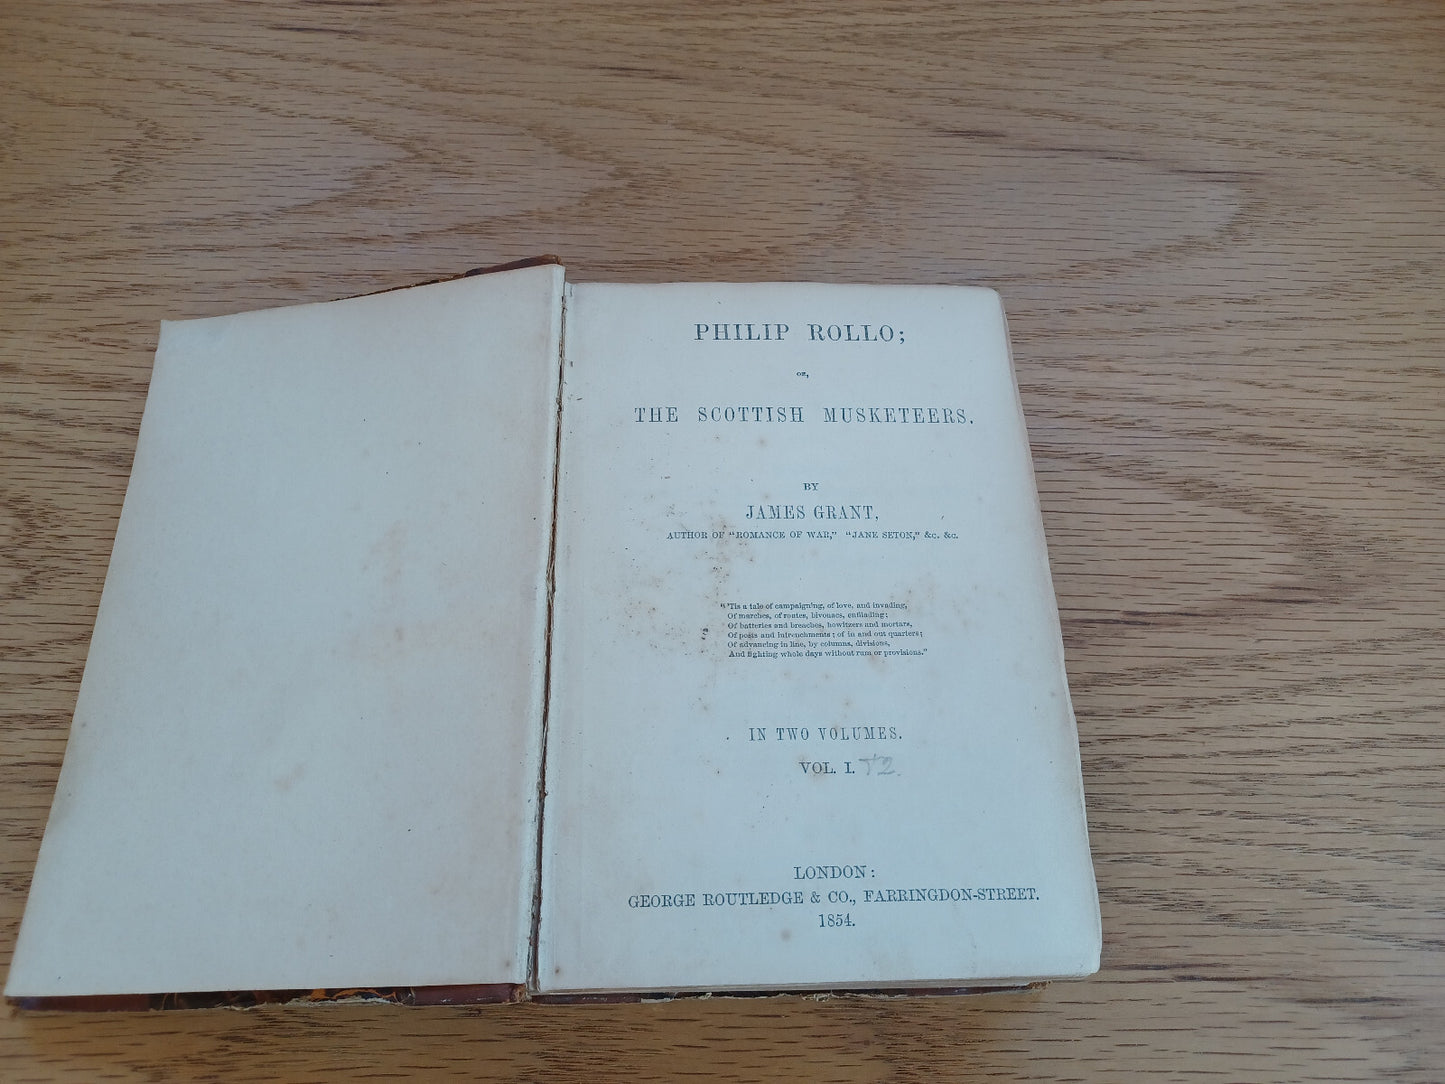 PHILIP ROLLO;
OR,
THE SCOTTISH MUSKETEERS.
BY
JAMES GRANT,
AUTHOR OF "ROMANCE OF WAR," "JANE SETON," &c. &c.
"'Tis a tale of campaigning, of love, and invading,
Of marches, of routes, bivouacs, enfilading;
Of batteries and breaches, howitzers and mortars,
Of posts and intrenchments; of in and out quarters;
Of advancing in line, by columns, divisions,
And fighting whole days without rum or provisions."
IN TWO VOLUMES.
VOL. I. 2.
LONDON:
GEORGE ROUTLEDGE & CO., FARRINGDON-STREET.
1854.